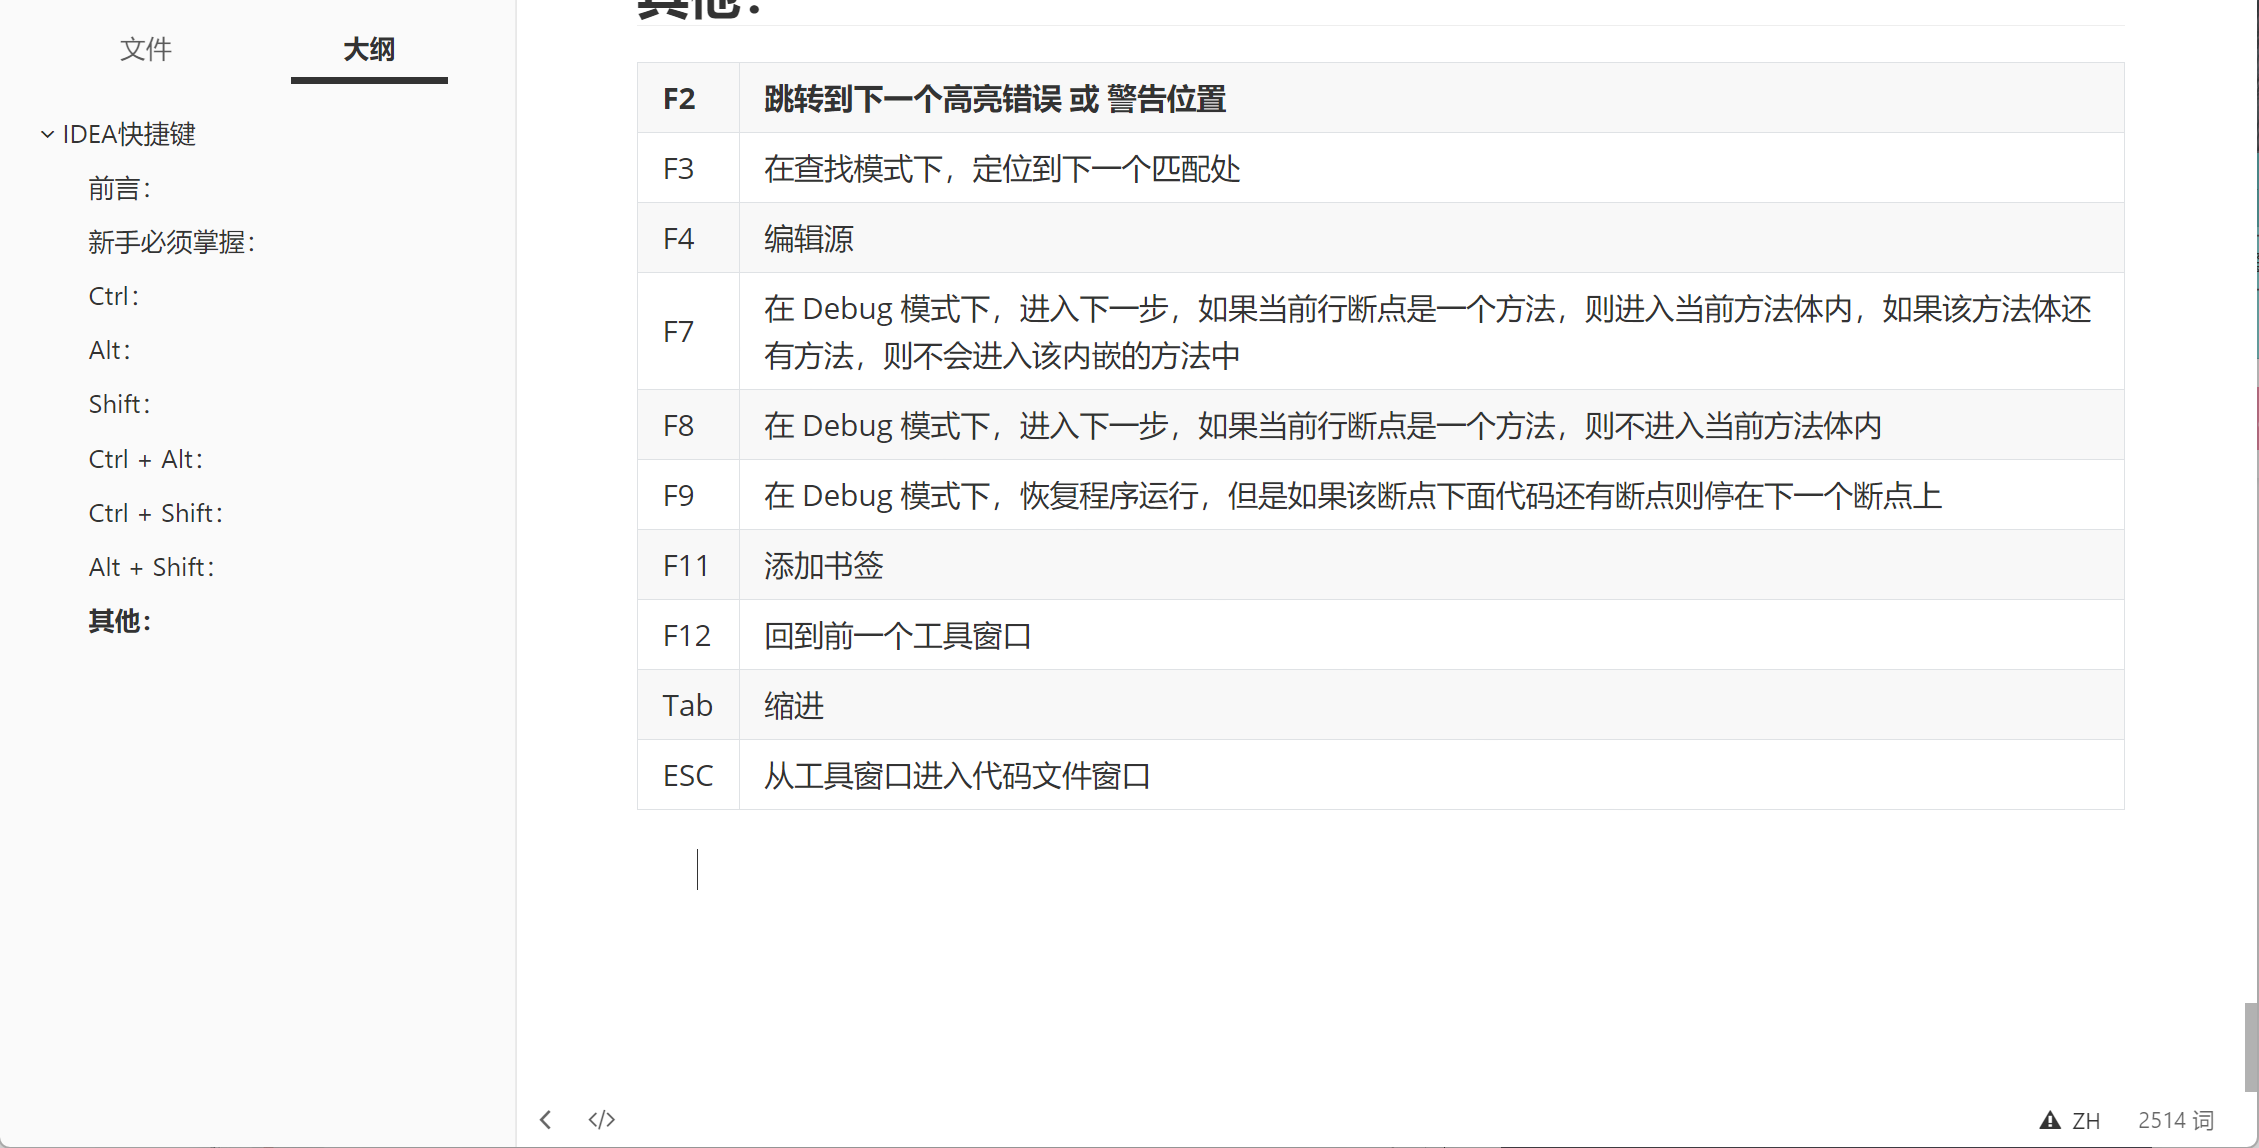 文件
大纲
IDEA快捷键
前言：
新手必须掌握：
Ctrl：
Alt：
Shift：
Ctrl + Alt：
Ctrl + Shift：
Alt + Shift：
其他：
其他：
F2 跳转到下一个高亮错误 或 警告位置
F3 在查找模式下，定位到下一个匹配处
F4 编辑源
F7 在 Debug 模式下，进入下一步，如果当前行断点是一个方法，则进入当前方法体内，如果该方法体还
有方法，则不会进入该内嵌的方法中
F8 在 Debug 模式下，进入下一步，如果当前行断点是一个方法，则不进入当前方法体内
F9 在 Debug 模式下，恢复程序运行，但是如果该断点下面代码还有断点则停在下一个断点上
F11 添加书签
F12 回到前一个工具窗口
Tab 缩进
ESC 从工具窗口进入代码文件窗口
</> ZH 2514 词